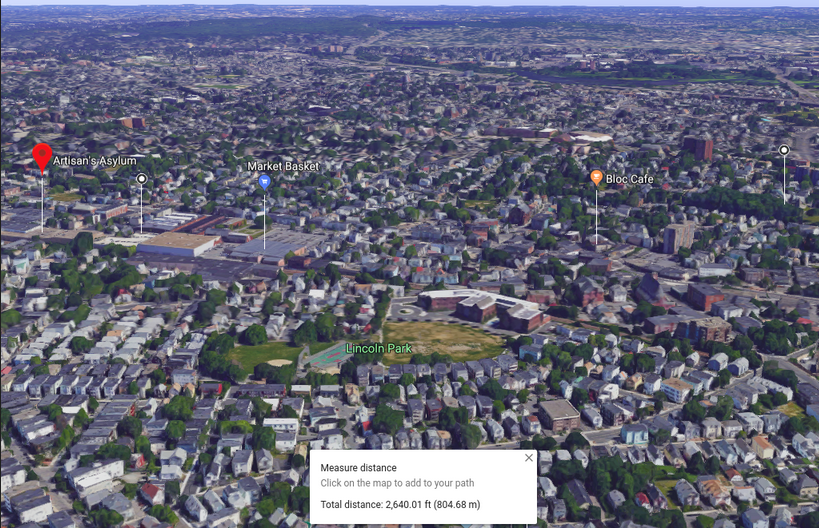 Artisan's Asylum
Market Basket
Bloc Cafe
Lincoln Park
Measure distance
Click on the map to add to your path
Total distance: 2,640.01 ft (804.68 m)